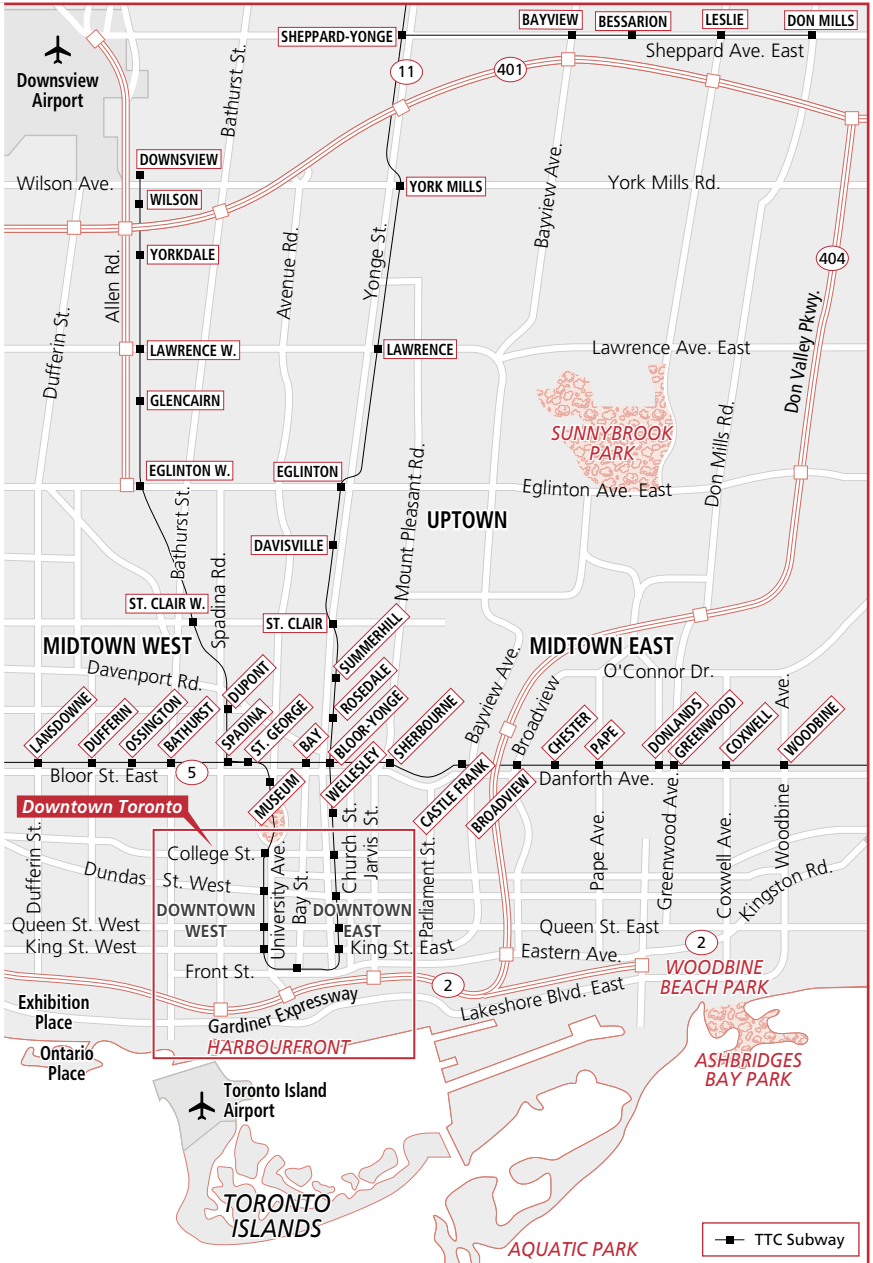 BAYVIEW
BESSARION
LESLIE
DON MILLS
SHEPPARD-YONGE
Sheppard Ave. East
Downsview
Airport
Bathurst St.
11
401
DOWNSVIEW
Wilson Ave.
WILSON
YORK MILLS
York Mills Rd.
Bayview Ave.
YORKDALE
Allen Rd.
Avenue Rd.
Yonge St.
404
Dufferin St.
LAWRENCE W.
LAWRENCE
Lawrence Ave. East
Don Valley Pkwy.
GLENCAIRN
SUNNYBROOK
PARK
Don Mills Rd.
EGLINTON W.
EGLINTON
Eglinton Ave. East
Bathurst St.
Mount Pleasant Rd.
UPTOWN
DAVISVILLE
Spadina Rd.
ST. CLAIR W.
ST. CLAIR
MIDTOWN WEST
MIDTOWN EAST
SUMMERHILL
Davenport Rd.
O'Connor Dr.
Bayview Ave.
Broadview
LANSDOWNE
DUFFERIN
OSSINGTON
BATHURST
DUPONT
SPADINA
ST. GEORGE
BAY
ROSEDALE
BLOOR-YONGE
SHERBOURNE
CHESTER
PAPE
DONLANDS
GREENWOOD
COXWELL
WOODBINE
Bloor St. East
5
Danforth Ave.
MUSEUM
WELLESLEY
CASTLE FRANK
BROADVIEW
Downtown Toronto
Dufferin St.
College St.
Dundas St. West
University Ave.
Bay St.
Church St.
Jarvis St.
Parliament St.
Pape Ave.
Greenwood Ave.
Coxwell Ave.
Woodbine Ave.
Kingston Rd.
DOWNTOWN
WEST
DOWNTOWN
EAST
Queen St. West
Queen St. East
King St. West
King St. East
Eastern Ave.
2
Front St.
WOODBINE
BEACH PARK
2
Lakeshore Blvd. East
Exhibition
Place
Gardiner Expressway
HARBOURFRONT
Ontario
Place
ASHBRIDGES
BAY PARK
Toronto Island
Airport
TORONTO
ISLANDS
AQUATIC PARK
TTC Subway